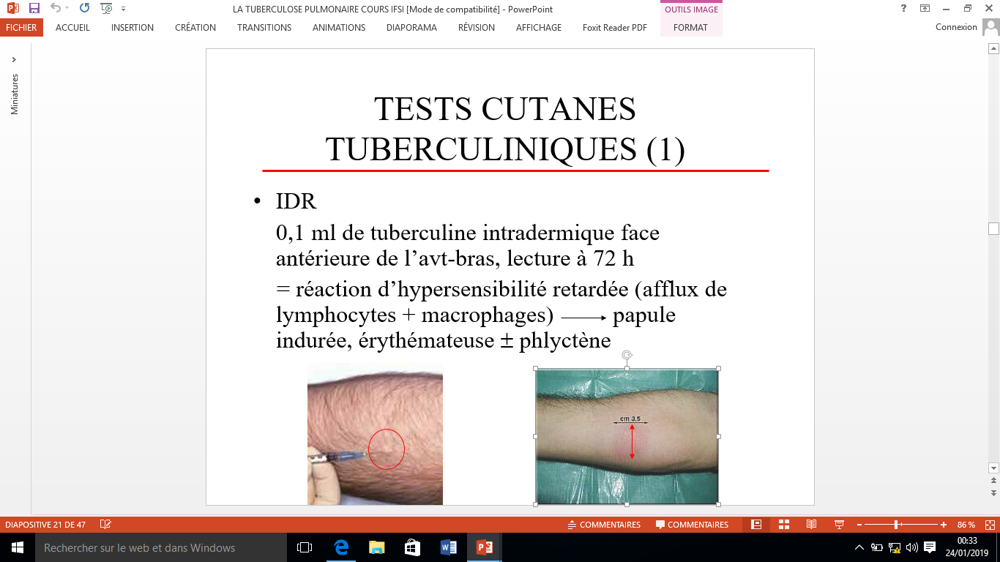 LA TUBERCULOSE PULMONAIRE COURS IFSI [Mode de compatibilité] - PowerPoint
OUTILS IMAGE
?
FICHIER ACCUEIL INSERTION CRÉATION TRANSITIONS ANIMATIONS DIAPORAMA RÉVISION AFFICHAGE Foxit Reader PDF FORMAT
Connexion
Miniatures
TESTS CUTANES
TUBERCULINIQUES (1)
• IDR
0,1 ml de tuberculine intradermique face
antérieure de l’avt-bras, lecture à 72 h
= réaction d’hypersensibilité retardée (afflux de
lymphocytes + macrophages) → papule
indurée, érythémateuse ± phlyctène
cm 3.5
DIAPOSITIVE 21 DE 47 COMMENTAIRES COMMENTAIRES 86 %
Rechercher sur le web et dans Windows
00:33
24/01/2019